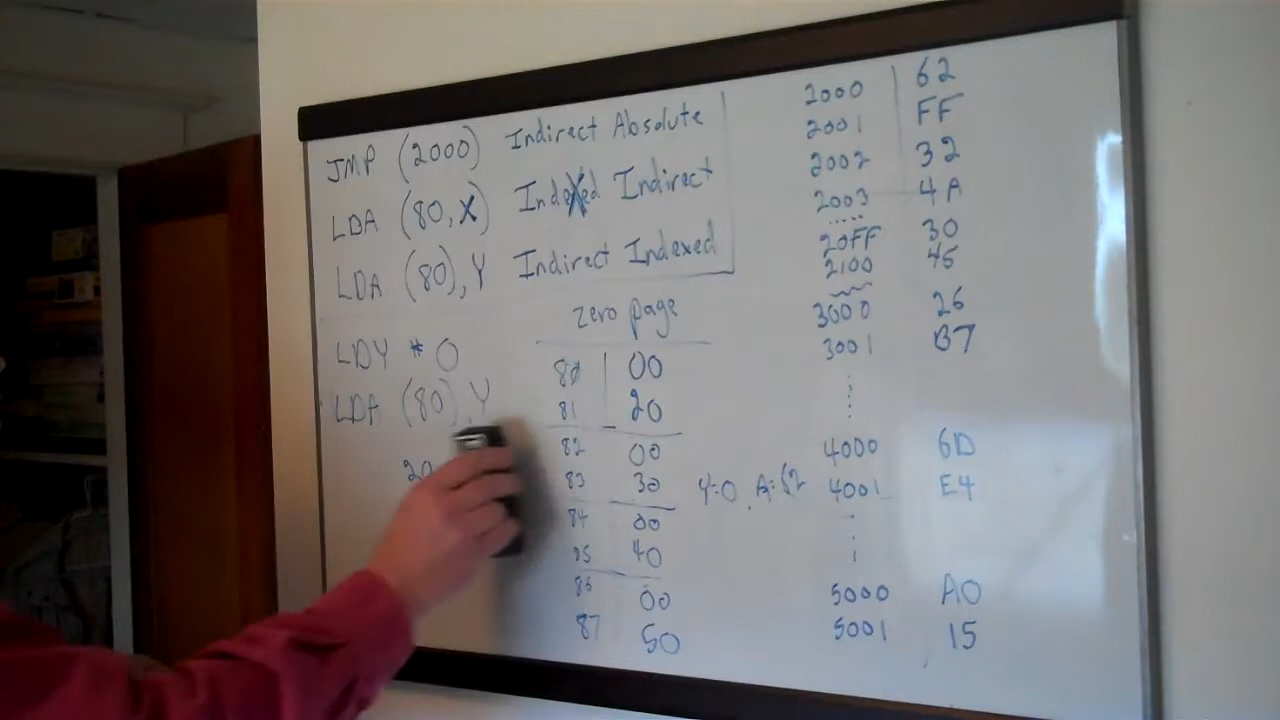 JMP (2000) Indirect Absolute
LDA (80,X) Indexed Indirect
LDA (80),Y Indirect Indexed
LDY # 0
LDA (80),Y
20
zero page
80 00
81 20
82 00
83 30
84 00
85 40
86 00
87 50
Y=0 A=62
2000 62
2001 FF
2002 32
2003 4A
20FF 30
2100 45
3000 26
3001 B7
4000 6D
4001 E4
5000 A0
5001 15